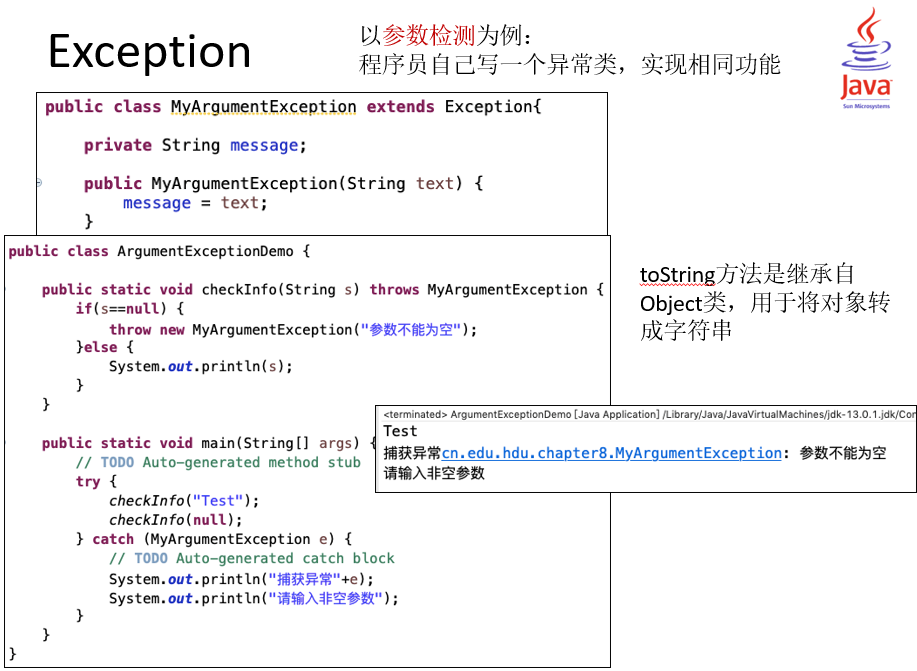 Exception
以参数检测为例:
程序员自己写一个异常类，实现相同功能
Java
Sun Microsystems
public class MyArgumentException extends Exception{
private String message;
public MyArgumentException(String text) {
message = text;
}
public class ArgumentExceptionDemo {
public static void checkInfo(String s) throws MyArgumentException {
if(s==null) {
throw new MyArgumentException("参数不能为空");
}else {
System.out.println(s);
}
}
public static void main(String[] args) {
// TODO Auto-generated method stub
try {
checkInfo("Test");
checkInfo(null);
} catch (MyArgumentException e) {
// TODO Auto-generated catch block
System.out.println("捕获异常"+e);
System.out.println("请输入非空参数");
}
}
}
toString方法是继承自
Object类，用于将对象转
成字符串
<terminated> ArgumentExceptionDemo [Java Application] /Library/Java/JavaVirtualMachines/jdk-13.0.1.jdk/Con
Test
捕获异常cn.edu.hdu.chapter8.MyArgumentException: 参数不能为空
请输入非空参数